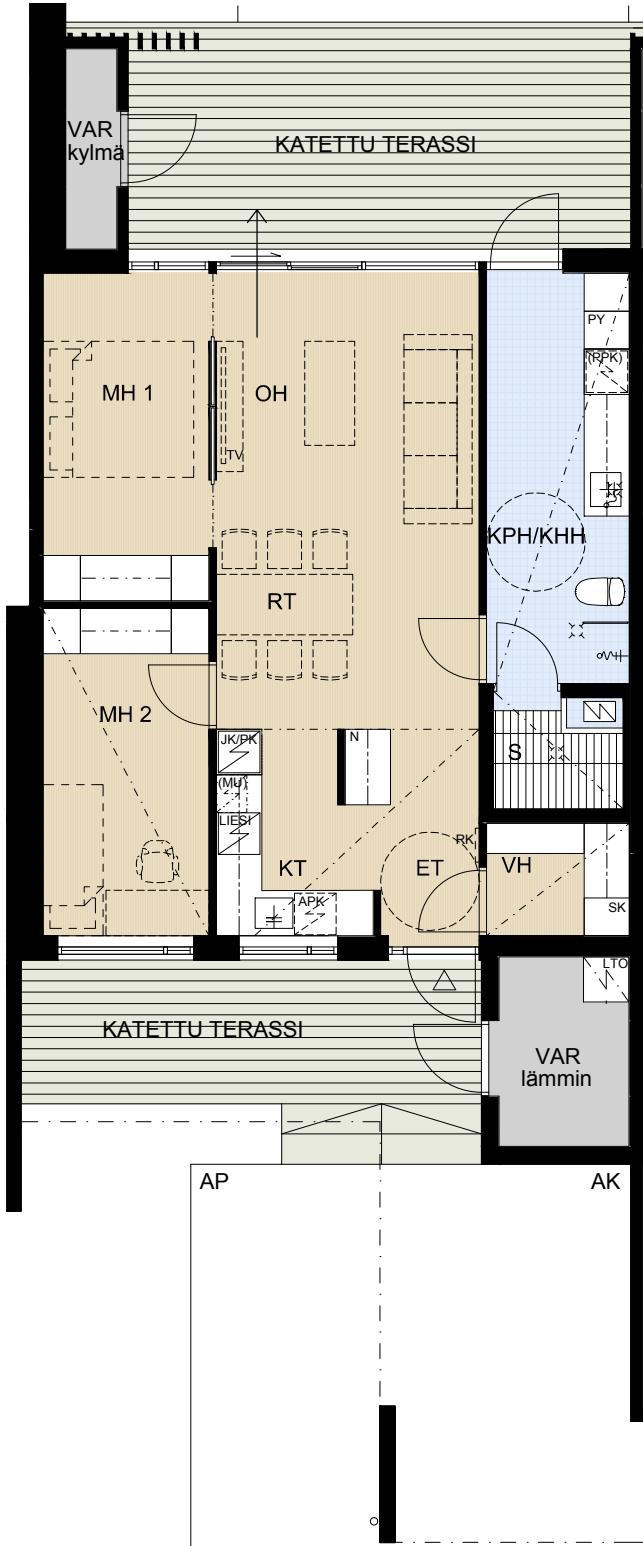 VAR
kylmä
KATETTU TERASSI
PY
(PPK)
MH 1
OH
TV
KPH/KHH
RT
MH 2
JK/PK
N
(MU)
LIESI
S
KT
ET
RK
VH
APK
SK
LTO
KATETTU TERASSI
VAR
lämmin
AP
AK